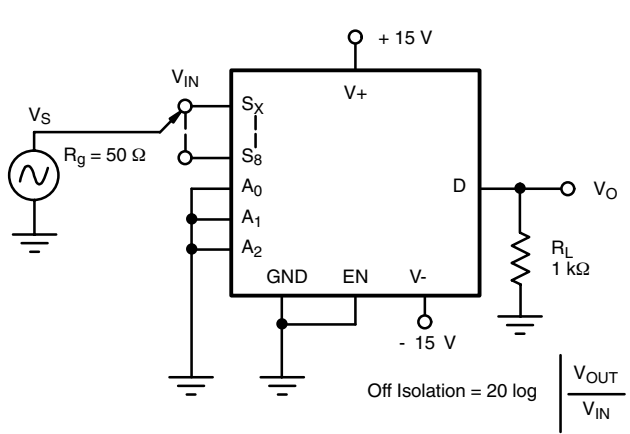 + 15 V
V+
V_IN
V_S
R_g = 50 Ω
S_X
S_8
A_0
A_1
A_2
D
V_O
R_L
1 kΩ
GND EN V-
- 15 V
Off Isolation = 20 log | V_OUT
V_IN